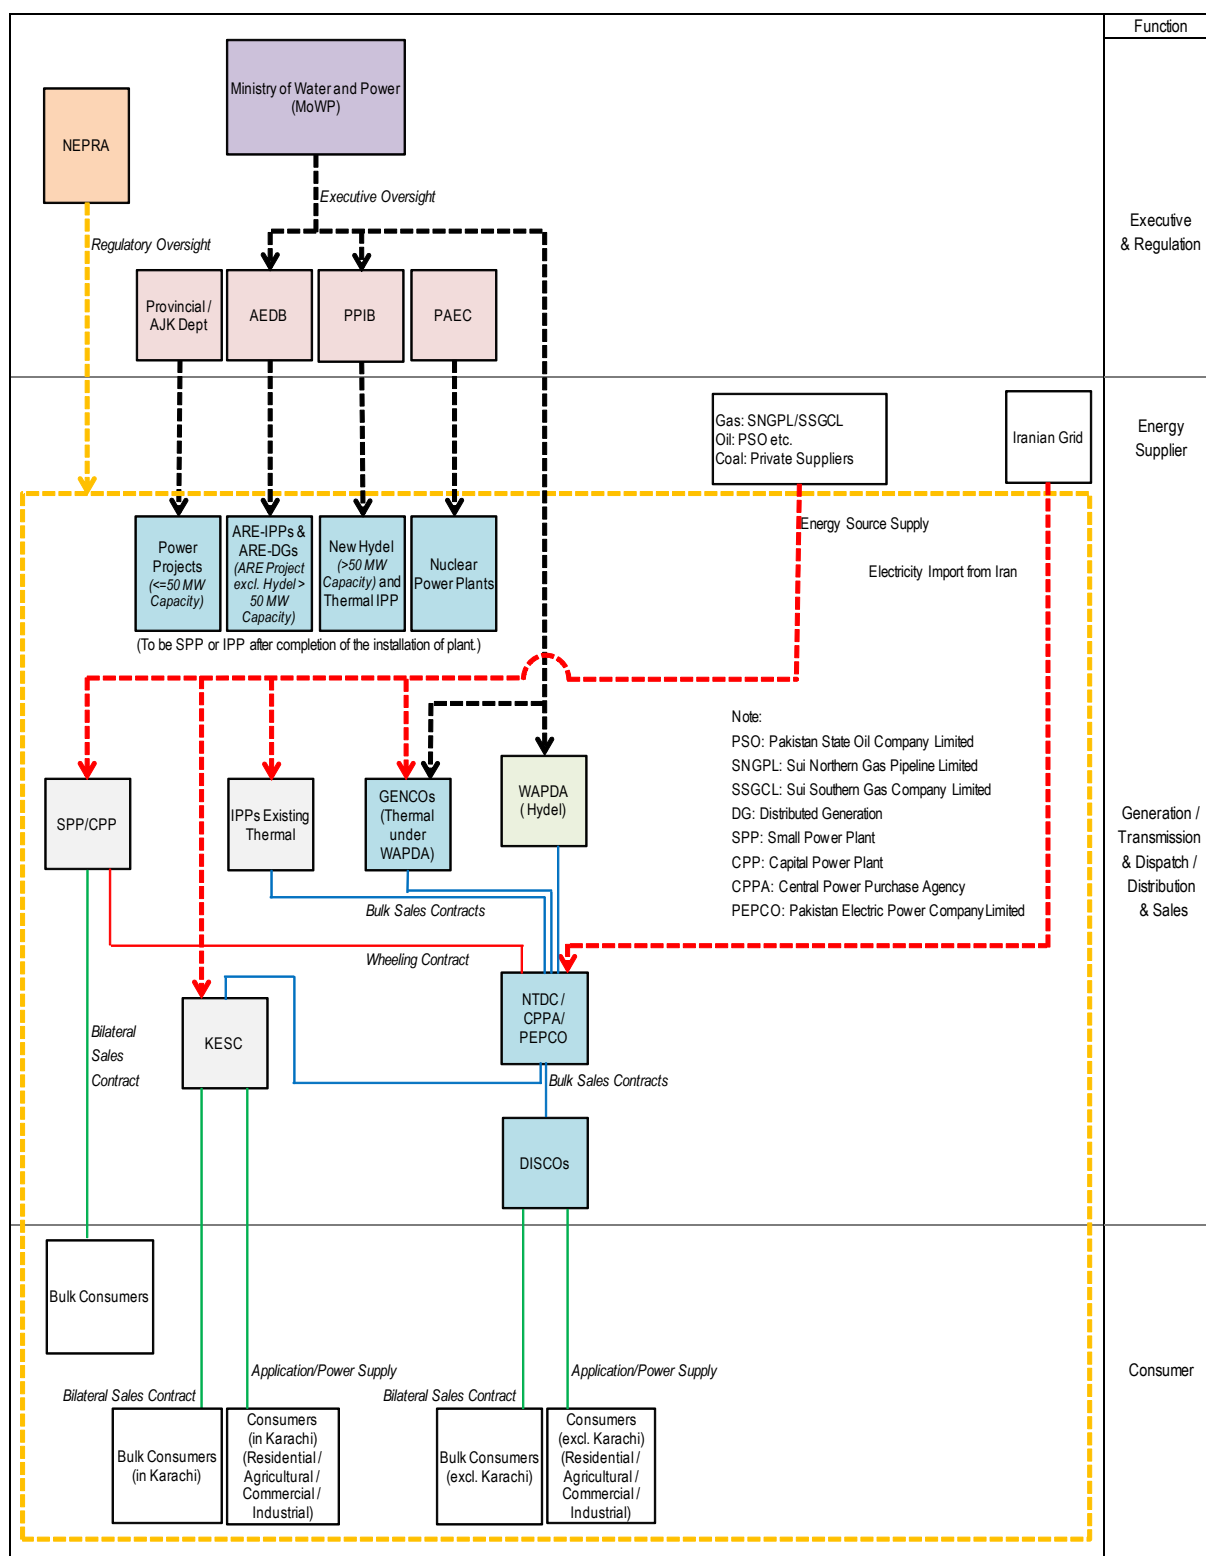 Function
Ministry of Water and Power
(MoWP)
NEPRA
Executive Oversight
Regulatory Oversight
Executive
& Regulation
Provincial /
AJK Dept
AEDB
PPIB
PAEC
Gas: SNGPL/SSGCL
Oil: PSO etc.
Coal: Private Suppliers
Iranian Grid
Energy
Supplier
Energy Source Supply
Electricity Import from Iran
Power
Projects
(<=50 MW
Capacity)
ARE-IPPs &
ARE-DGs
(ARE Project
excl. Hydel >
50 MW
Capacity)
New Hydel
(>50 MW
Capacity) and
Thermal IPP
Nuclear
Power Plants
(To be SPP or IPP after completion of the installation of plant.)
Note:
PSO: Pakistan State Oil Company Limited
SNGPL: Sui Northern Gas Pipeline Limited
SSGCL: Sui Southern Gas Company Limited
DG: Distributed Generation
SPP: Small Power Plant
CPP: Capital Power Plant
CPPA: Central Power Purchase Agency
PEPCO: Pakistan Electric Power CompanyLimited
SPP/CPP
IPPs Existing
Thermal
GENCOs
(Thermal
under
WAPDA)
WAPDA
( Hydel)
Generation /
Transmission
& Dispatch /
Distribution
& Sales
Bulk Sales Contracts
Wheeling Contract
Bilateral
Sales
Contract
KESC
NTDC /
CPPA/
PEPCO
Bulk Sales Contracts
DISCOs
Bulk Consumers
Application/Power Supply
Application/Power Supply
Bilateral Sales Contract
Bilateral Sales Contract
Consumer
Bulk Consumers
(in Karachi)
Consumers
(in Karachi)
(Residential /
Agricultural /
Commercial /
Industrial)
Bulk Consumers
(excl. Karachi)
Consumers
(excl. Karachi)
(Residential /
Agricultural /
Commercial /
Industrial)